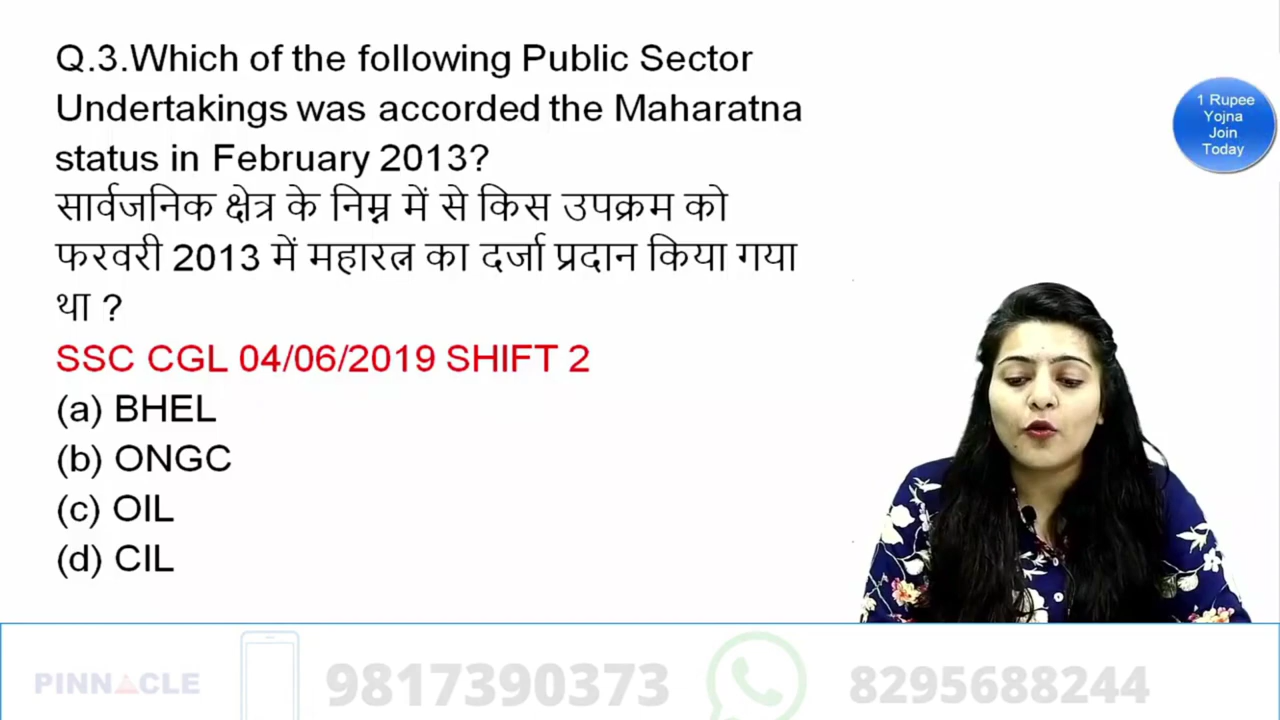 Q.3.Which of the following Public Sector
Undertakings was accorded the Maharatna
status in February 2013?
सार्वजनिक क्षेत्र के निम्न में से किस उपक्रम को
फरवरी 2013 में महारत्न का दर्जा प्रदान किया गया
था ?
SSC CGL 04/06/2019 SHIFT 2
(a) BHEL
(b) ONGC
(c) OIL
(d) CIL
1 Rupee
Yojna
Join
Today
PINNACLE
9817390373
8295688244